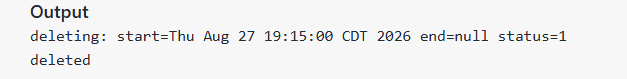 Output
deleting: start=Thu Aug 27 19:15:00 CDT 2026 end=null status=1
deleted